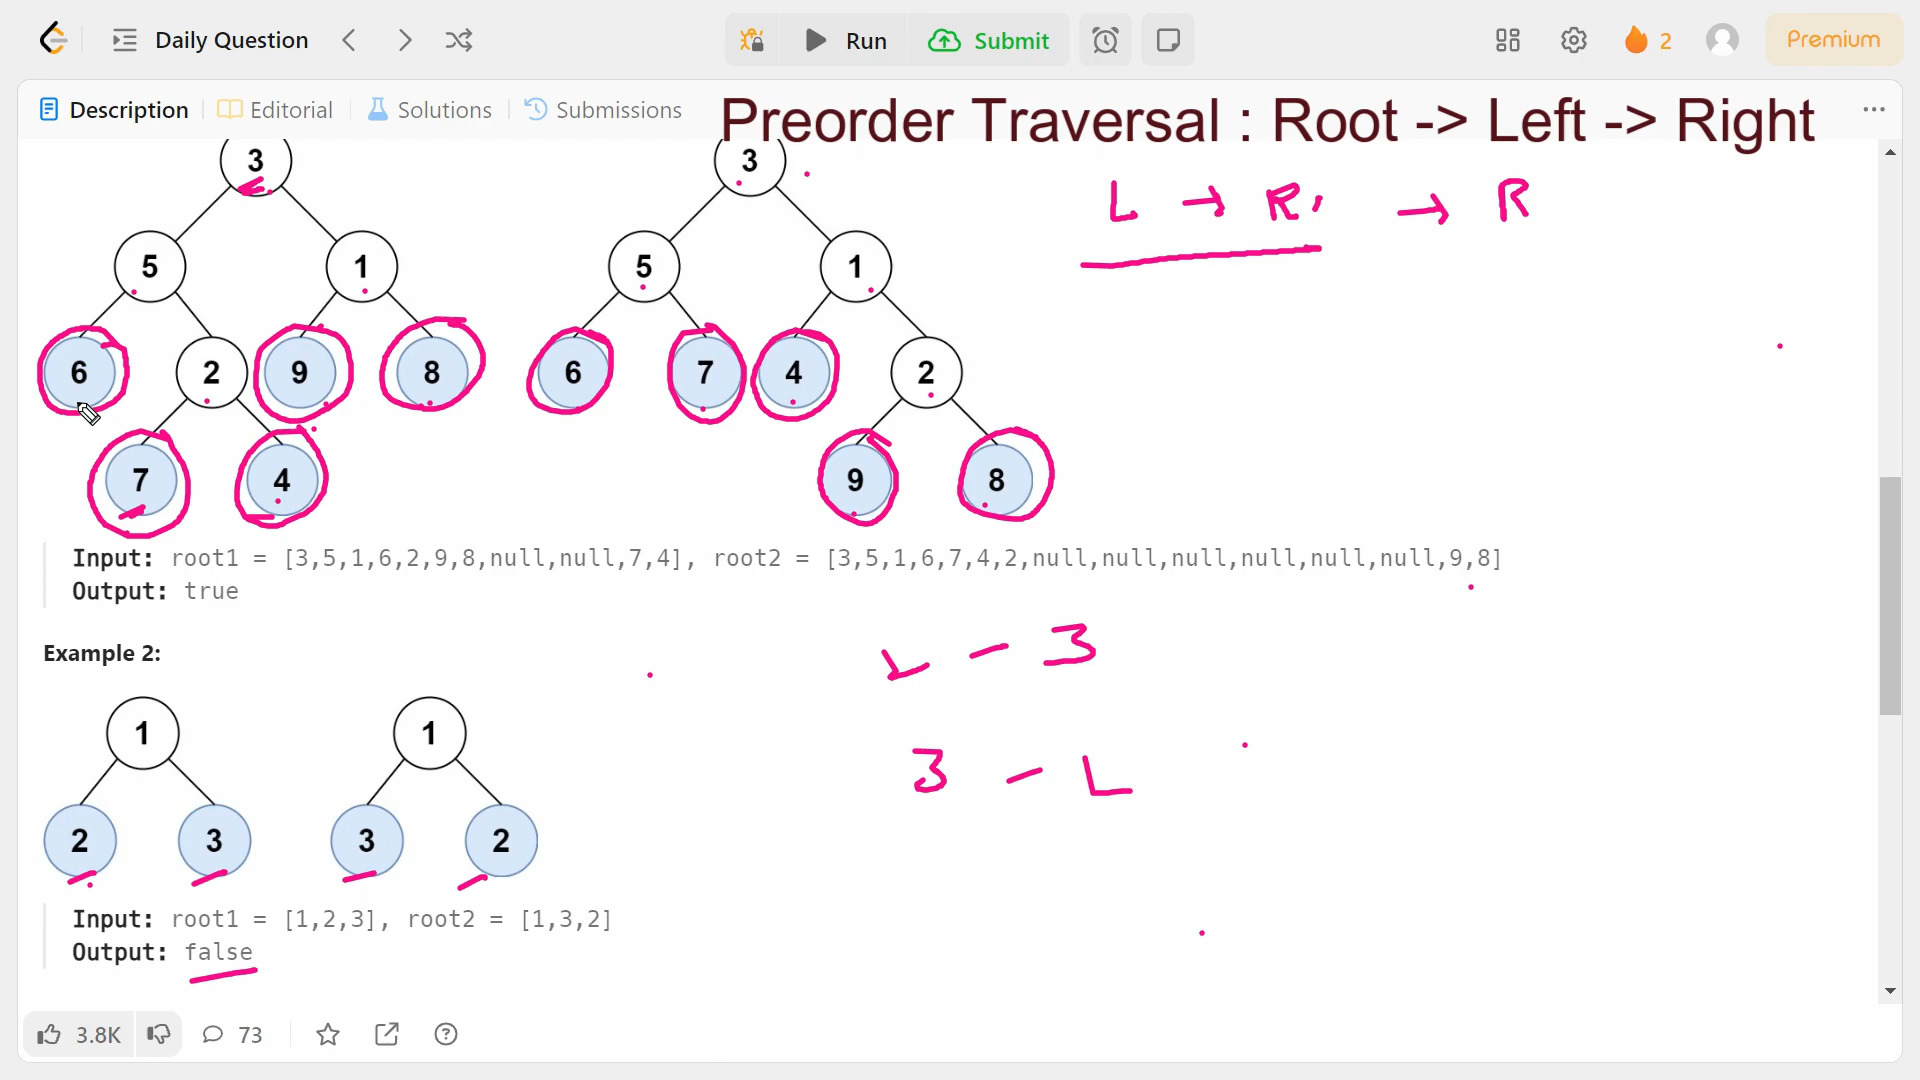 Daily Question
Run
Submit
2
Premium
Description
Editorial
Solutions
Submissions
Preorder Traversal : Root -> Left -> Right
L → R → R
3
3
5
1
5
1
6
2
9
8
6
7
4
2
7
4
9
8
Input: root1 = [3,5,1,6,2,9,8,null,null,7,4], root2 = [3,5,1,6,7,4,2,null,null,null,null,null,null,9,8]
Output: true
L - 3
Example 2:
1
1
3 - L
2
3
3
2
Input: root1 = [1,2,3], root2 = [1,3,2]
Output: false
3.8K
73